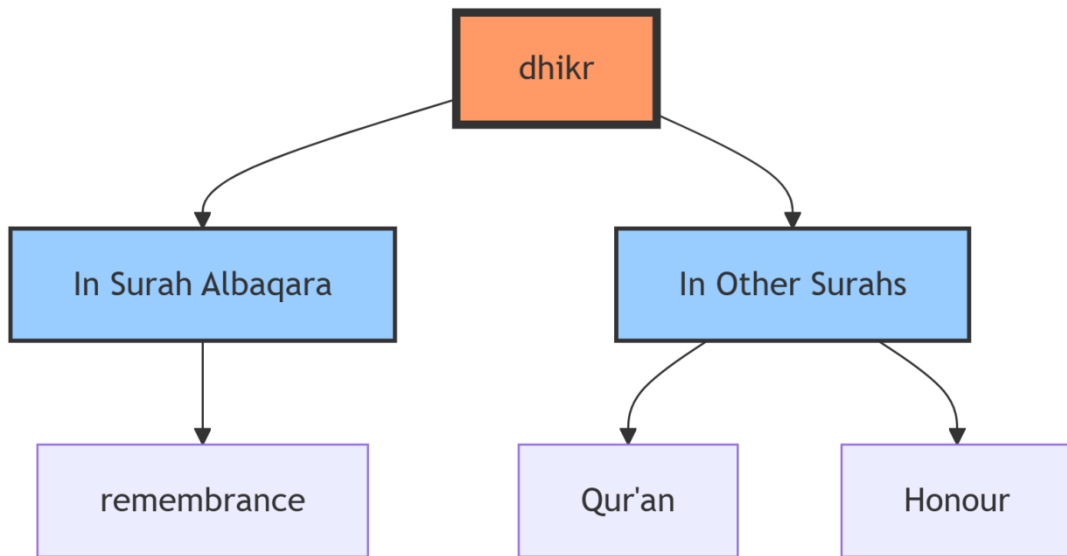 dhikr
In Surah Albaqara
In Other Surahs
remembrance
Qur'an
Honour